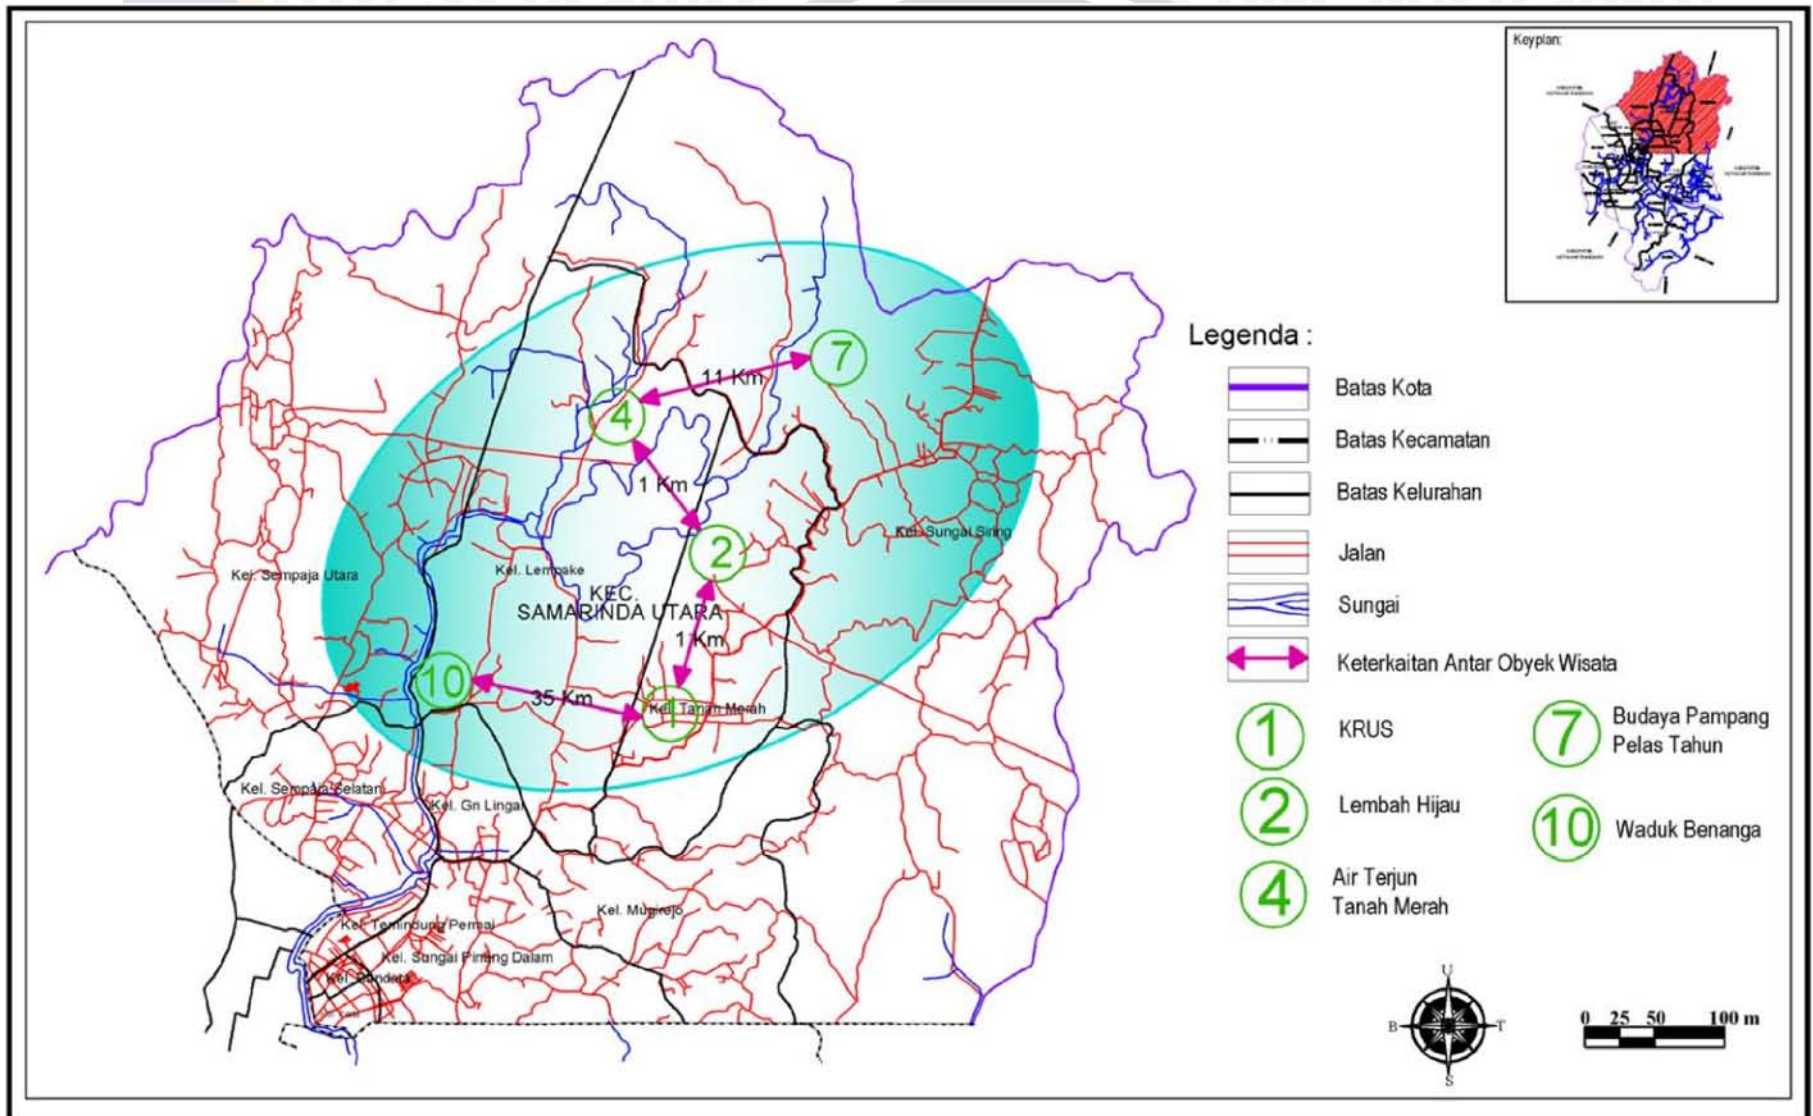 Keyplan:
11 Km
7
4
1 Km
2
Kel. Sungai Siring
Kel. Sempaja Utara
Kel. Lempake
KEC.
SAMARINDA UTARA
1 Km
10
35 Km
1
Kel. Tanah Merah
Kel. Sempaja Selatan
Kel. Gn Lingai
Kel. Mugirejo
Kel. Temindung Permai
Kel. Sungai Pinang Dalam
Kel. Bandara
Legenda :
Batas Kota
Batas Kecamatan
Batas Kelurahan
Jalan
Sungai
Keterkaitan Antar Obyek Wisata
1 KRUS
2 Lembah Hijau
4 Air Terjun
Tanah Merah
7 Budaya Pampang
Pelas Tahun
10 Waduk Benanga
U
B
T
S
0 25 50 100 m